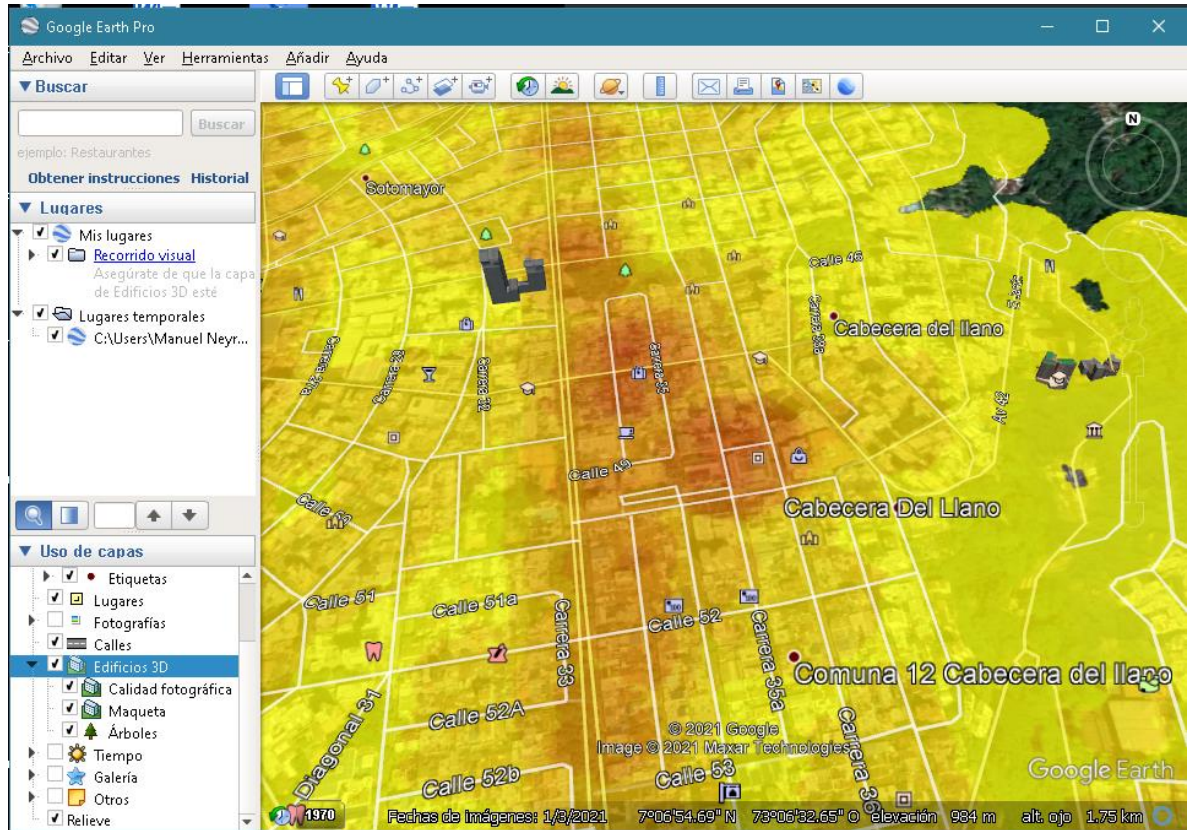 Google Earth Pro
Archivo Editar Ver Herramientas Añadir Ayuda
Buscar
Buscar
ejemplo: Restaurantes
Obtener instrucciones Historial
Lugares
Mis lugares
Recorrido visual
Asegúrate de que la capa
de Edificios 3D esté
Lugares temporales
C:\Users\Manuel Neyr...
Uso de capas
Etiquetas
Lugares
Fotografías
Calles
Edificios 3D
Calidad fotográfica
Maqueta
Árboles
Tiempo
Galería
Otros
Relieve
N
Sotomayor
Calle 46
Cabecera del llano
Carrera 35
Calle 49
Cabecera Del Llano
Av 42
Calle 51
Calle 51a
Carrera 33
Calle 52
Carrera 35a
Comuna 12 Cabecera del llano
Diagonal 31
Calle 52A
Calle 52b
Calle 53
Carrera 36
© 2021 Google
Image © 2021 Maxar Technologies
Google Earth
1970
Fechas de imágenes: 1/3/2021 7°06'54.69" N 73°06'32.65" O elevación 984 m alt. ojo 1.75 km